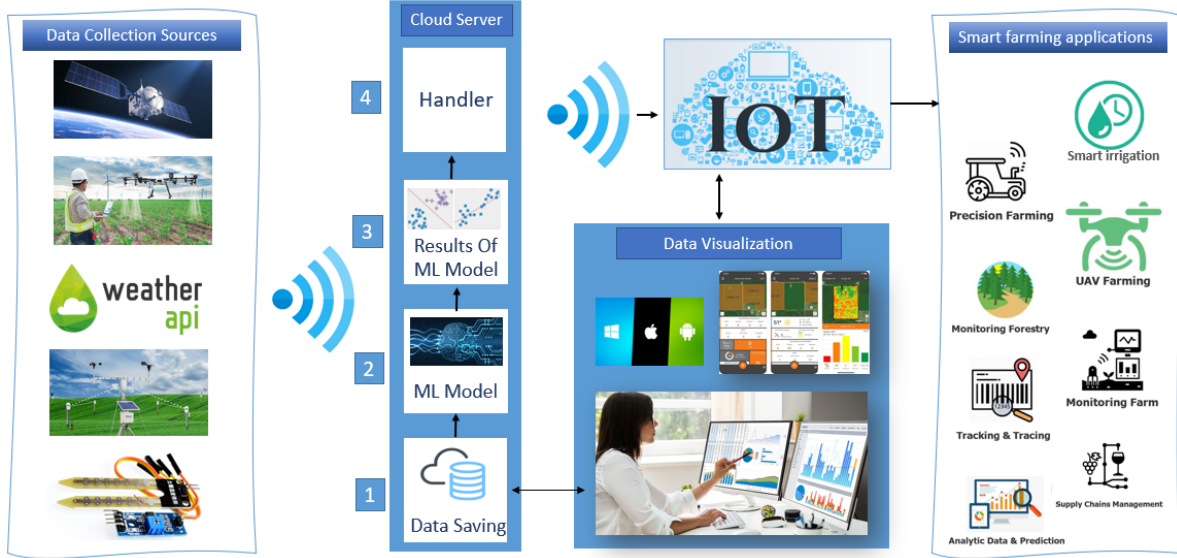 Data Collection Sources
weather
api
Cloud Server
4
Handler
3
Results Of
ML Model
2
ML Model
1
Data Saving
IoT
Data Visualization
Smart farming applications
Smart irrigation
Precision Farming
UAV Farming
Monitoring Forestry
Monitoring Farm
12345
Tracking & Tracing
Supply Chains Management
Analytic Data & Prediction